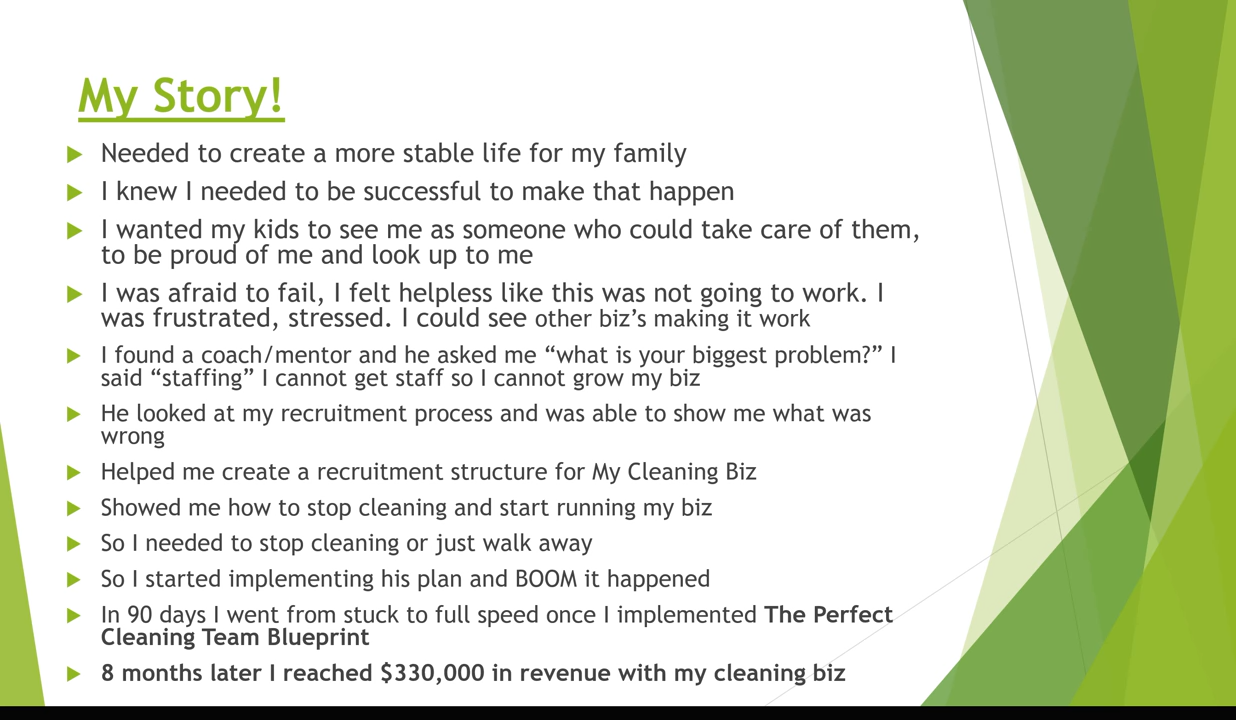 My Story!
Needed to create a more stable life for my family
I knew I needed to be successful to make that happen
I wanted my kids to see me as someone who could take care of them,
to be proud of me and look up to me
I was afraid to fail, I felt helpless like this was not going to work. I
was frustrated, stressed. I could see other biz’s making it work
I found a coach/mentor and he asked me “what is your biggest problem?” I
said “staffing” I cannot get staff so I cannot grow my biz
He looked at my recruitment process and was able to show me what was
wrong
Helped me create a recruitment structure for My Cleaning Biz
Showed me how to stop cleaning and start running my biz
So I needed to stop cleaning or just walk away
So I started implementing his plan and BOOM it happened
In 90 days I went from stuck to full speed once I implemented The Perfect
Cleaning Team Blueprint
8 months later I reached $330,000 in revenue with my cleaning biz